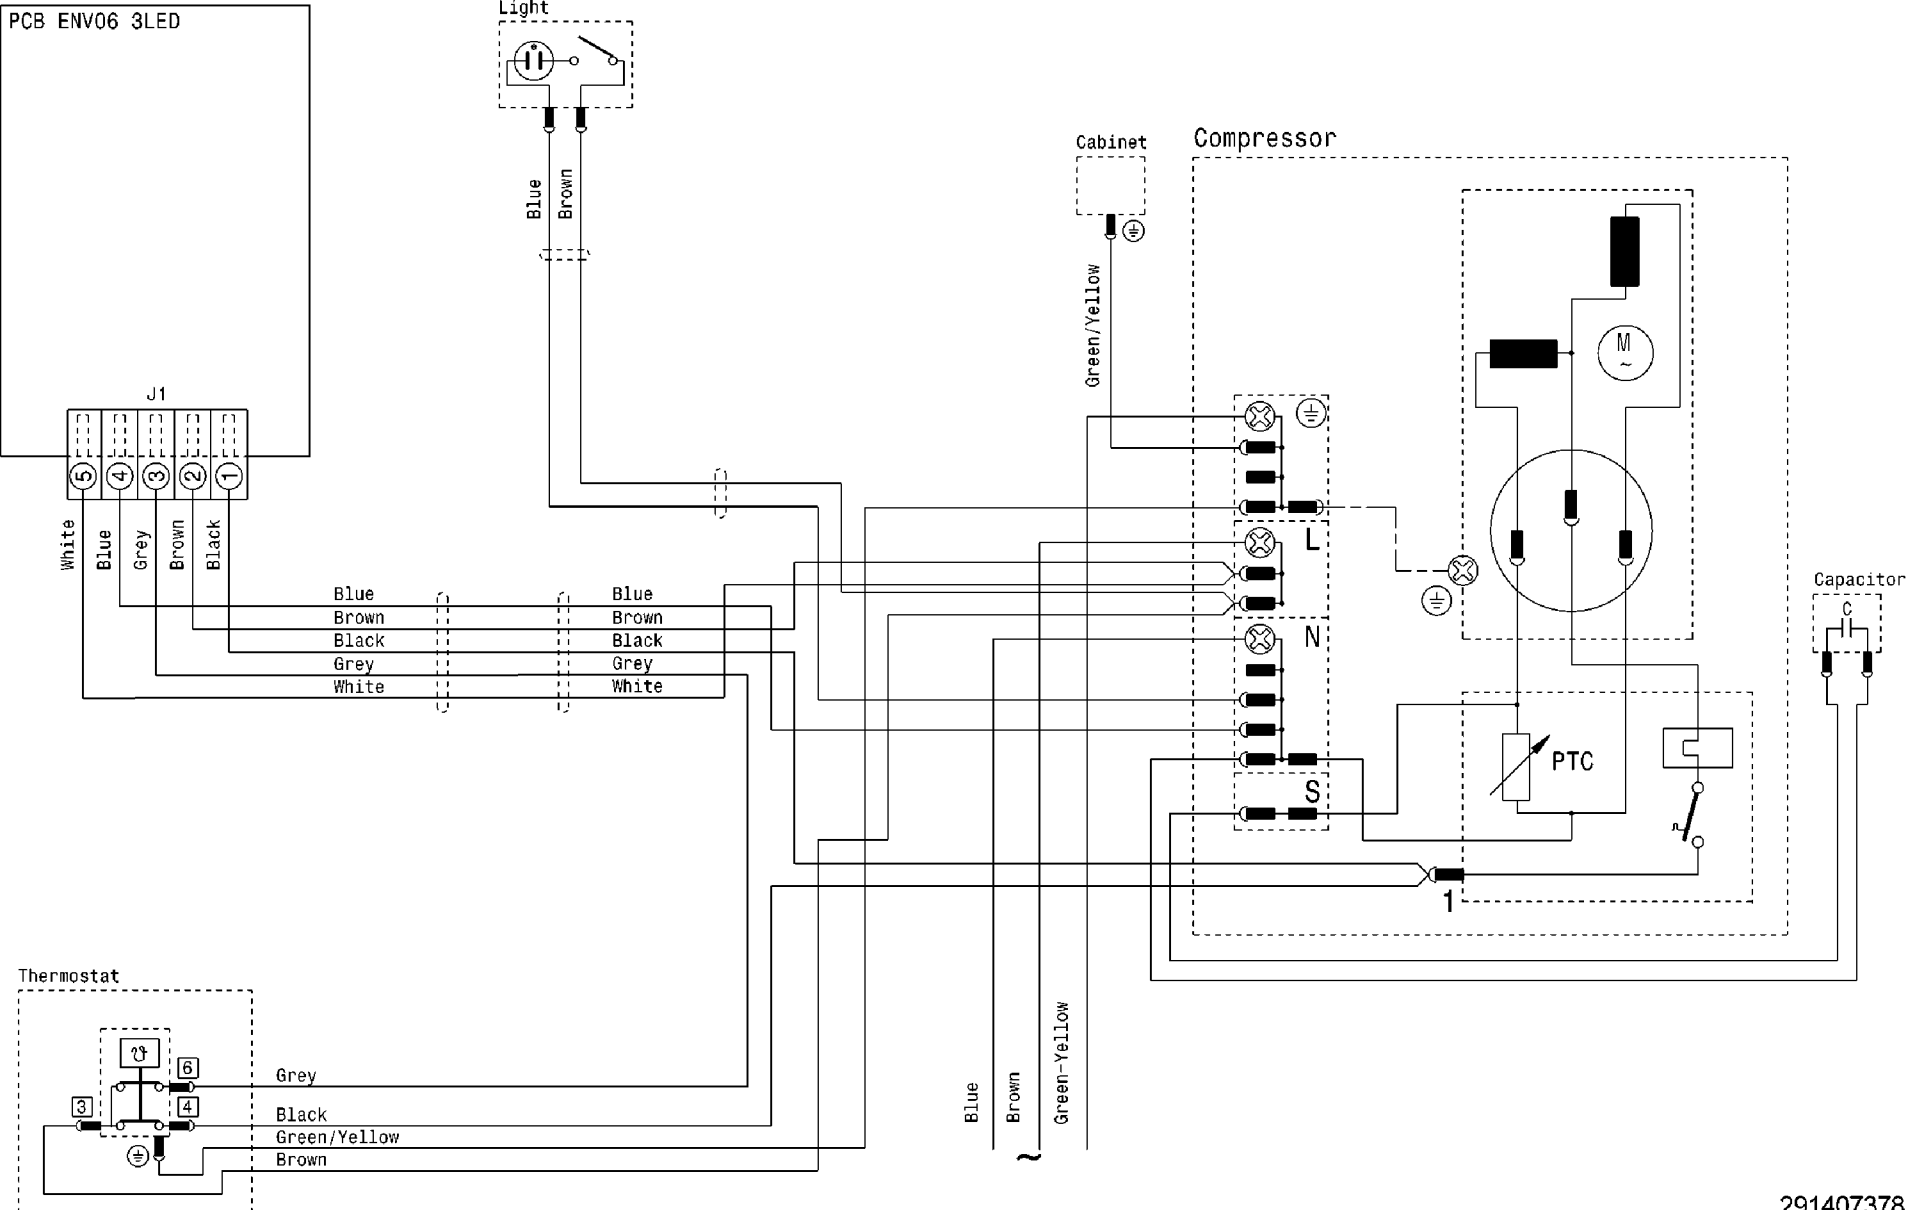 PCB ENV06 3LED
Light
Cabinet
Compressor
Blue
Brown
Green/Yellow
M
~
J1
5
4
3
2
1
White
Blue
Grey
Brown
Black
L
Capacitor
C
Blue
Blue
Brown
Brown
Black
Black
Grey
Grey
White
White
N
PTC
S
1
Thermostat
ϑ
6
3
4
Grey
Black
Green/Yellow
Brown
Blue
Brown
Green-Yellow
~
291407378